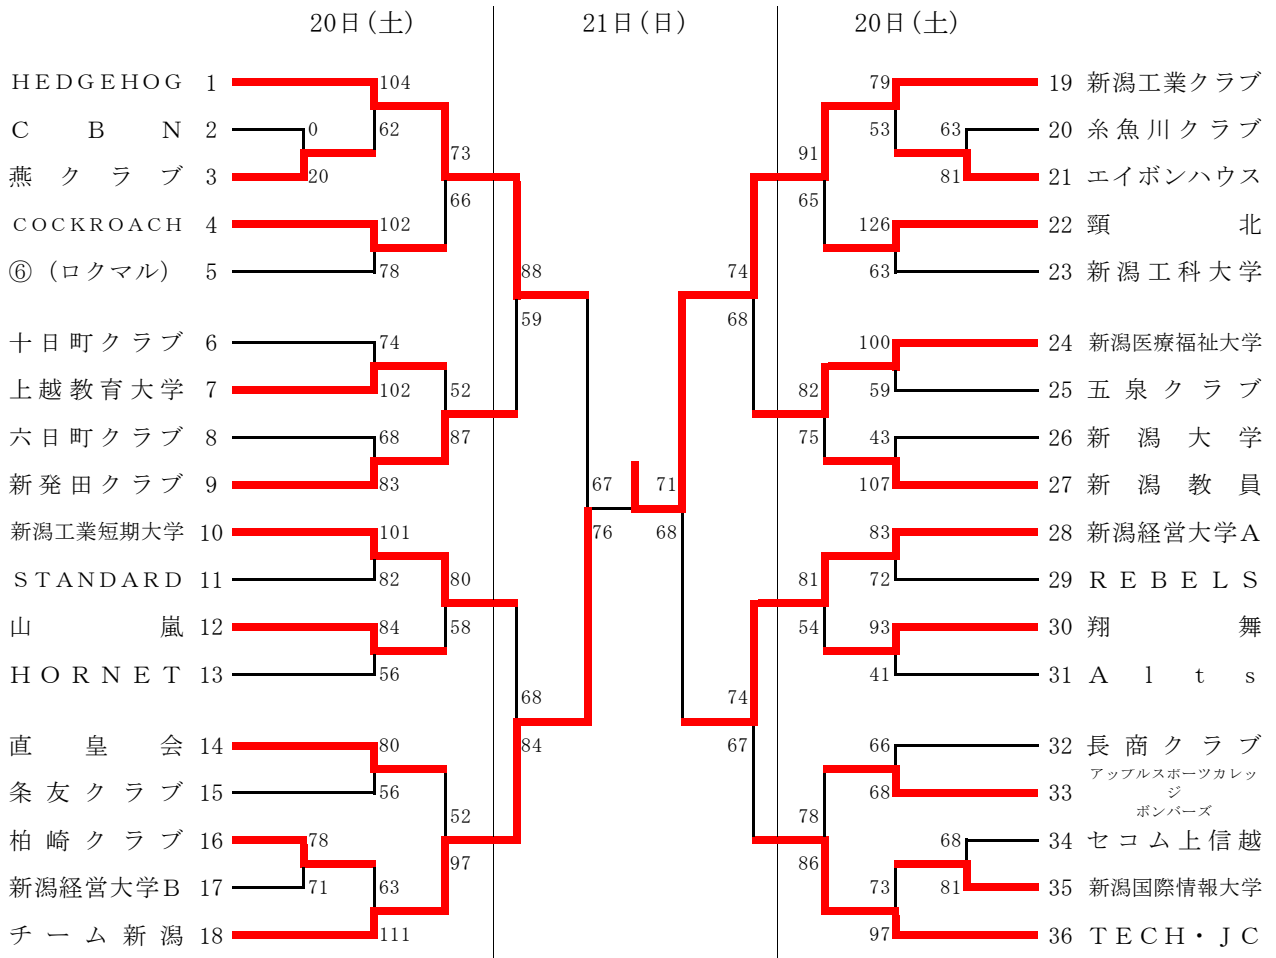 20日(土) 21日(日) 20日(土)
HEDGEHOG 1 104 79 19 新潟工業クラブ
C B N 2 0 62 53 63 20 糸魚川クラブ
73 91
燕クラブ 3 20 81 21 エイボンハウス
66 65
COCKROACH 4 102 126 22 頸北
⑥（ロクマル） 5 78 88 74 63 23 新潟工科大学
59 68
十日町クラブ 6 74 100 24 新潟医療福祉大学
上越教育大学 7 102 52 82 59 25 五泉クラブ
六日町クラブ 8 68 87 75 43 26 新潟大学
新発田クラブ 9 83 67 71 107 27 新潟教員
新潟工業短期大学 10 101 76 68 83 28 新潟経営大学A
STANDARD 11 82 80 81 72 29 REBELS
山嵐 12 84 58 54 93 30 翔舞
HORNET 13 56 41 31 Alts
68 74
直皇会 14 80 84 67 66 32 長商クラブ
条友クラブ 15 56 68 33 アップルスポーツカレッ
ジ
ボンバーズ
52 78
柏崎クラブ 16 78 68 34 セコム上信越
97 86
新潟経営大学B 17 71 63 73 81 35 新潟国際情報大学
チーム新潟 18 111 97 36 TECH・JC